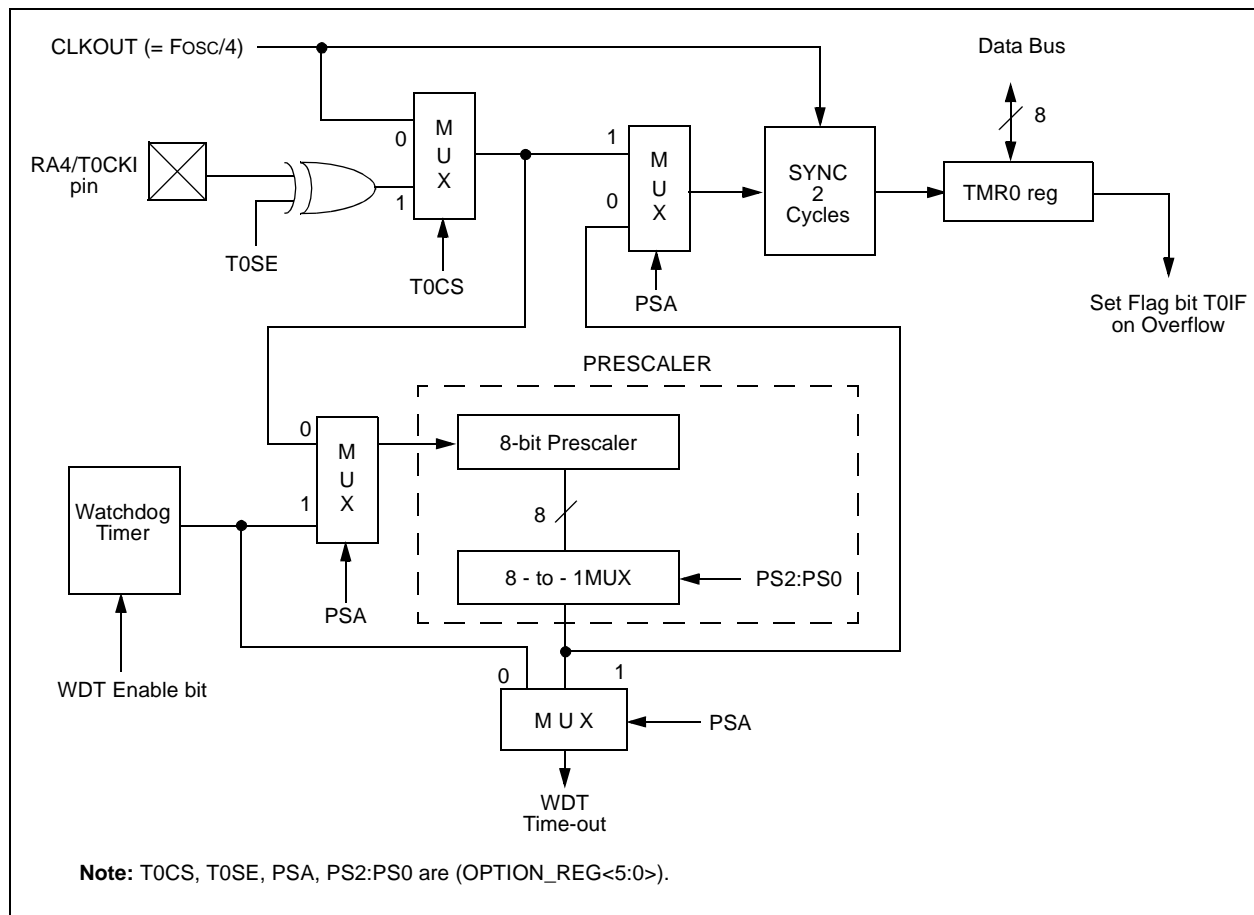 CLKOUT (= FOSC/4)
Data Bus
8
M
U
X
0
1
RA4/T0CKI
pin
T0SE
T0CS
1
0
M
U
X
PSA
SYNC
2
Cycles
TMR0 reg
Set Flag bit T0IF
on Overflow
PRESCALER
0
1
M
U
X
PSA
8-bit Prescaler
8
8 - to - 1MUX
PS2:PS0
Watchdog
Timer
WDT Enable bit
0
1
M U X
PSA
WDT
Time-out
Note: T0CS, T0SE, PSA, PS2:PS0 are (OPTION_REG<5:0>).